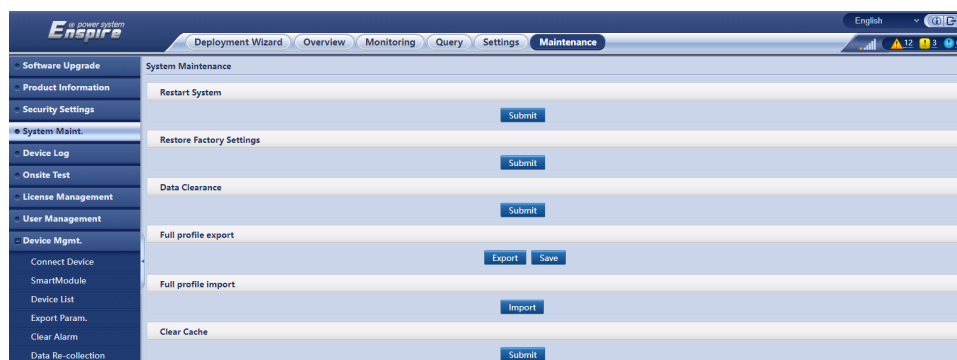 @ power system
Enspire
English
Deployment Wizard Overview Monitoring Query Settings Maintenance
12 3
Software Upgrade
Product Information
Security Settings
System Maint.
Device Log
Onsite Test
License Management
User Management
Device Mgmt.
Connect Device
SmartModule
Device List
Export Param.
Clear Alarm
Data Re-collection
System Maintenance
Restart System
Submit
Restore Factory Settings
Submit
Data Clearance
Submit
Full profile export
Export Save
Full profile import
Import
Clear Cache
Submit